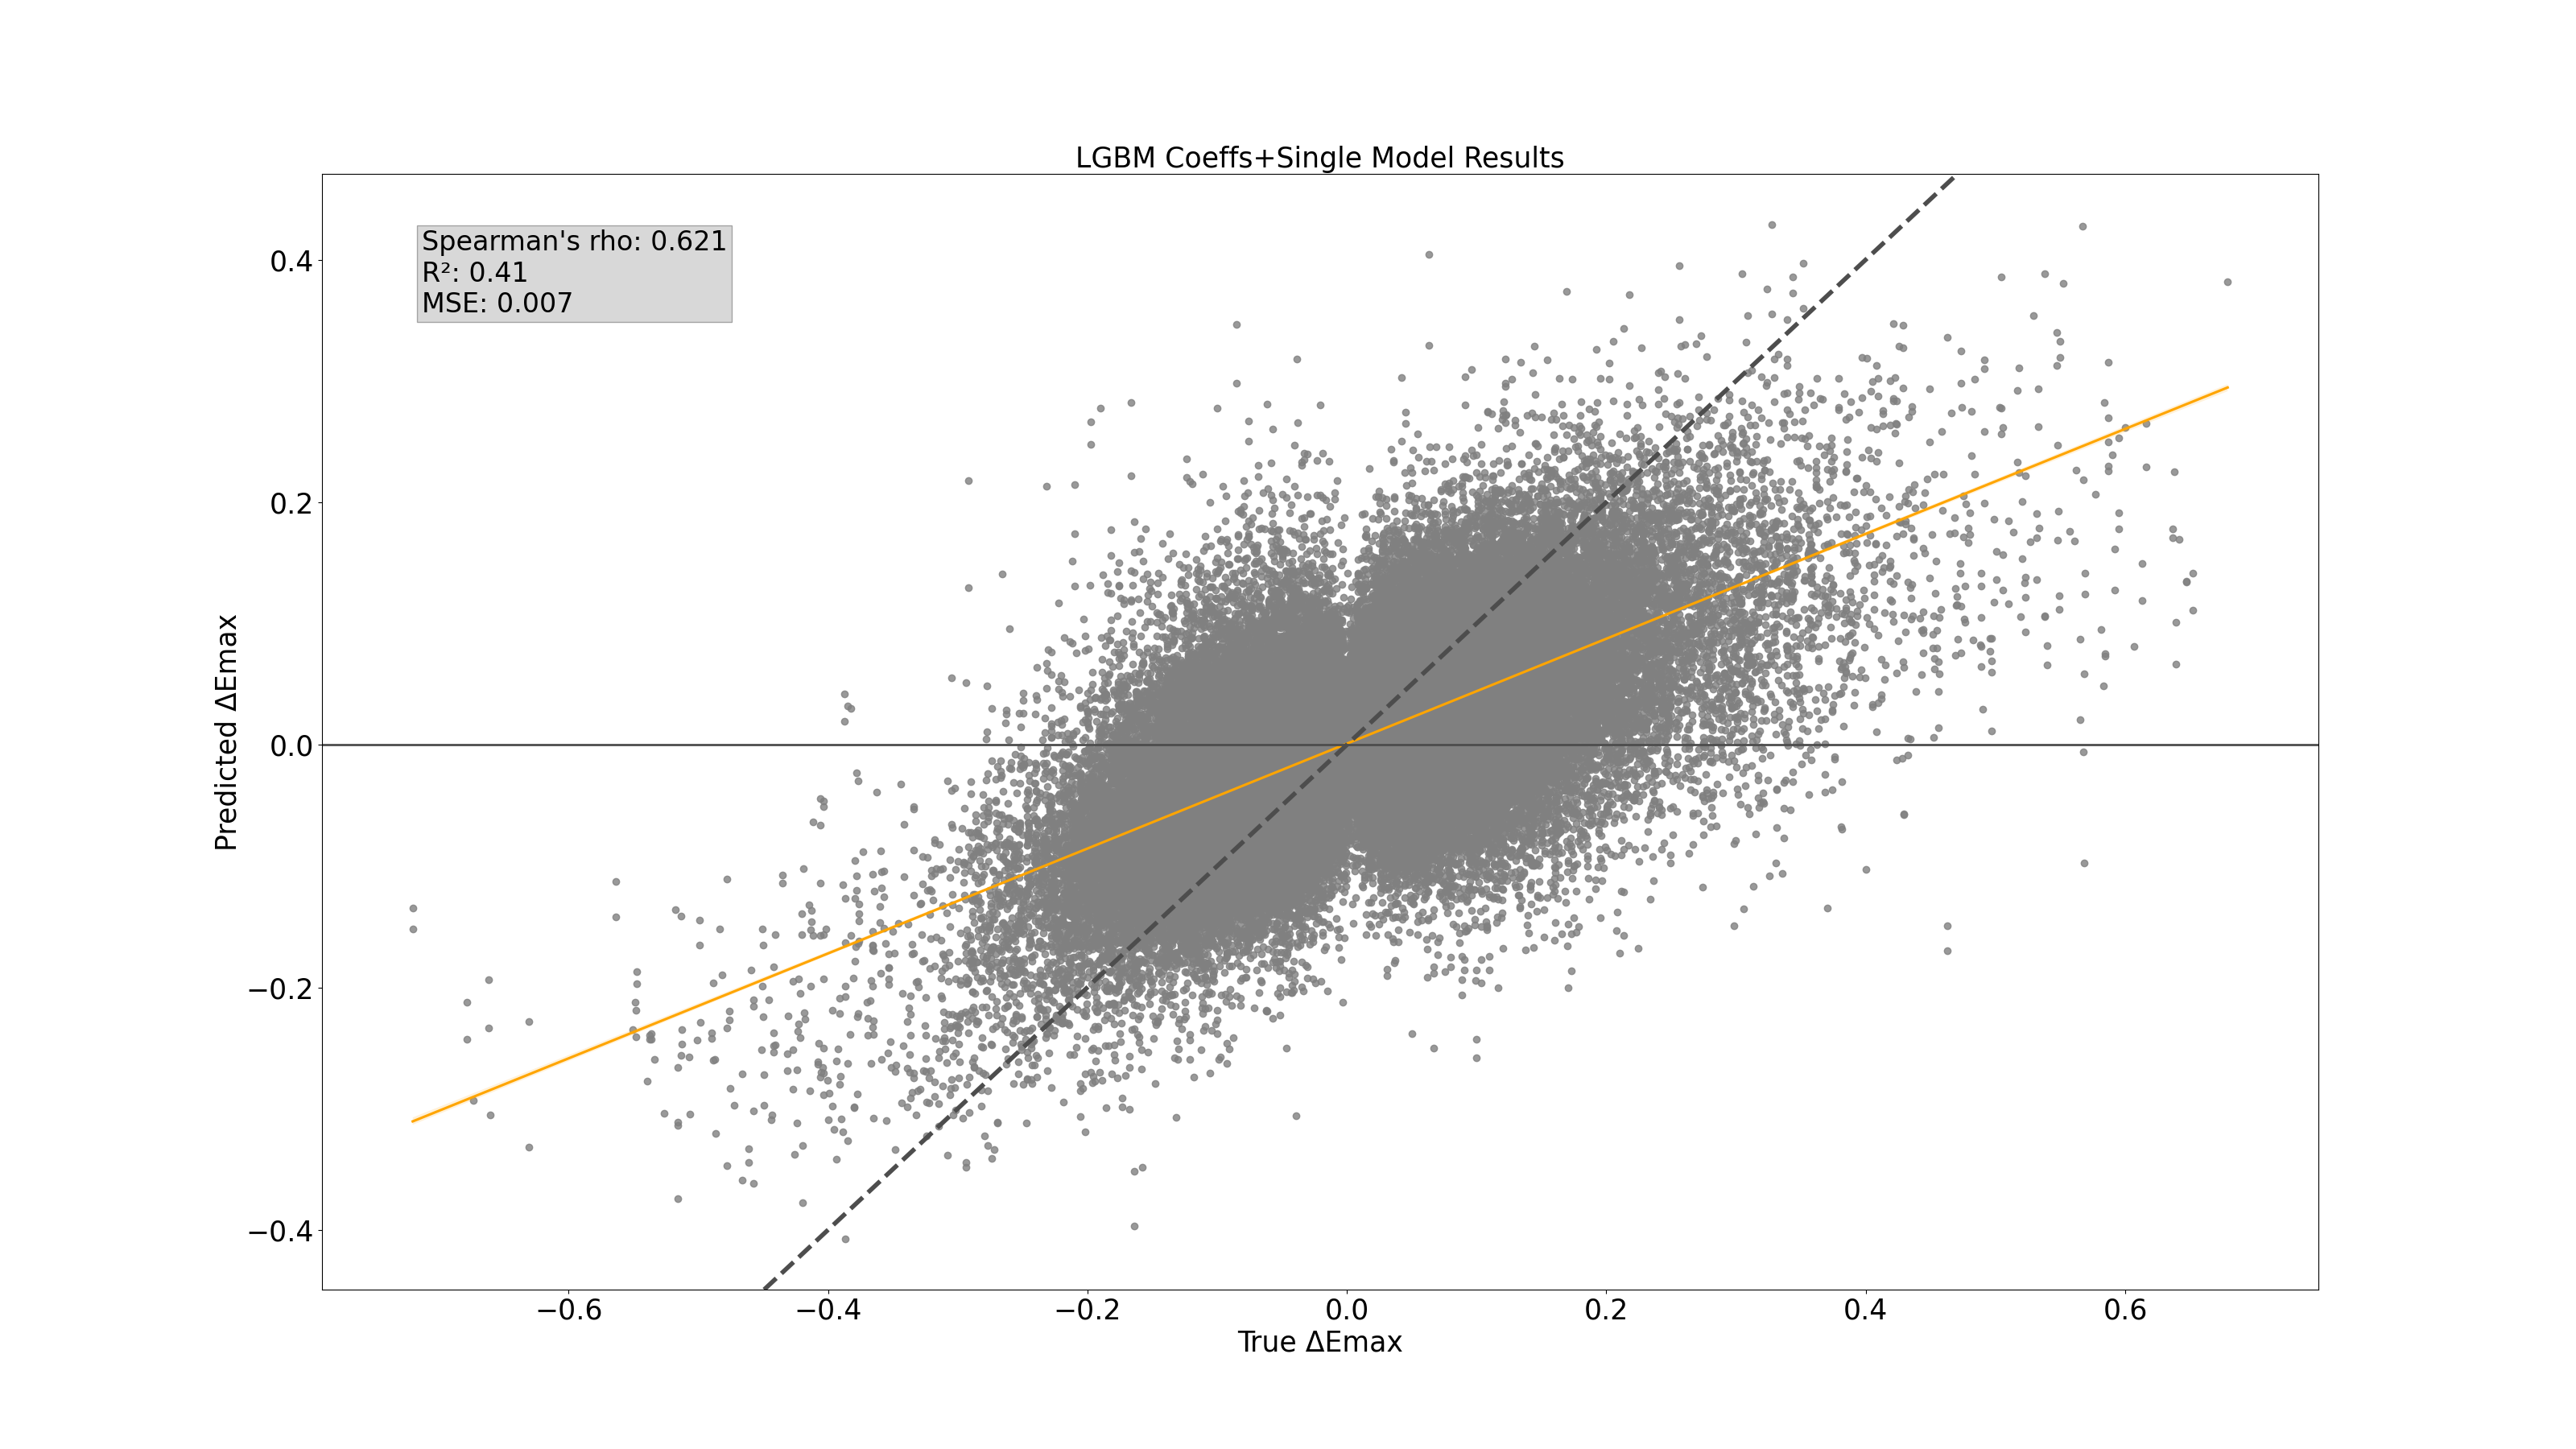 LGBM Coeffs+Single Model Results
Spearman's rho: 0.621
R²: 0.41
MSE: 0.007
0.4
0.2
0.0
−0.2
−0.4
Predicted ΔEmax
−0.6
−0.4
−0.2
0.0
0.2
0.4
0.6
True ΔEmax